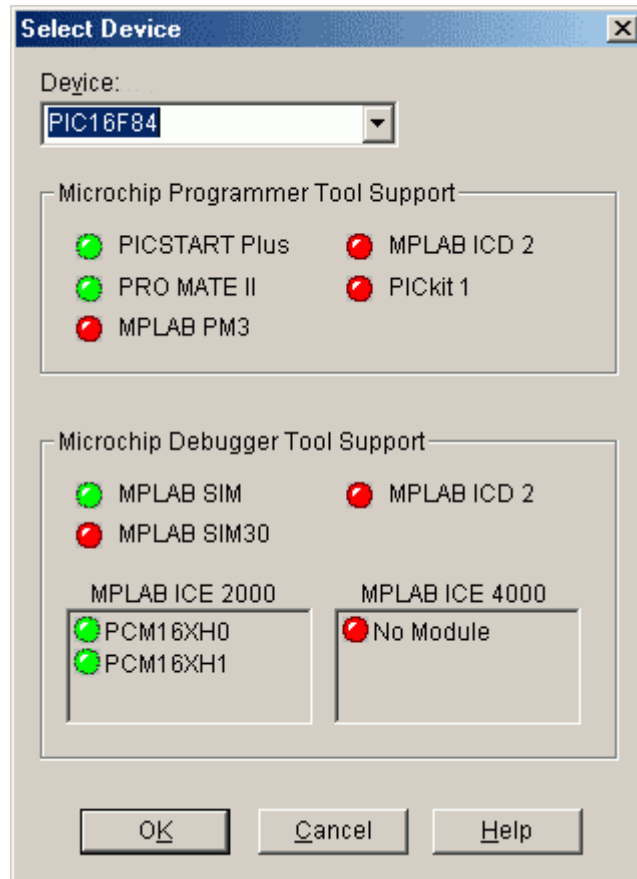 Select Device
Device:
PIC16F84
Microchip Programmer Tool Support
PICSTART Plus
MPLAB ICD 2
PRO MATE II
PICkit 1
MPLAB PM3
Microchip Debugger Tool Support
MPLAB SIM
MPLAB ICD 2
MPLAB SIM30
MPLAB ICE 2000
MPLAB ICE 4000
PCM16XH0
No Module
PCM16XH1
OK
Cancel
Help